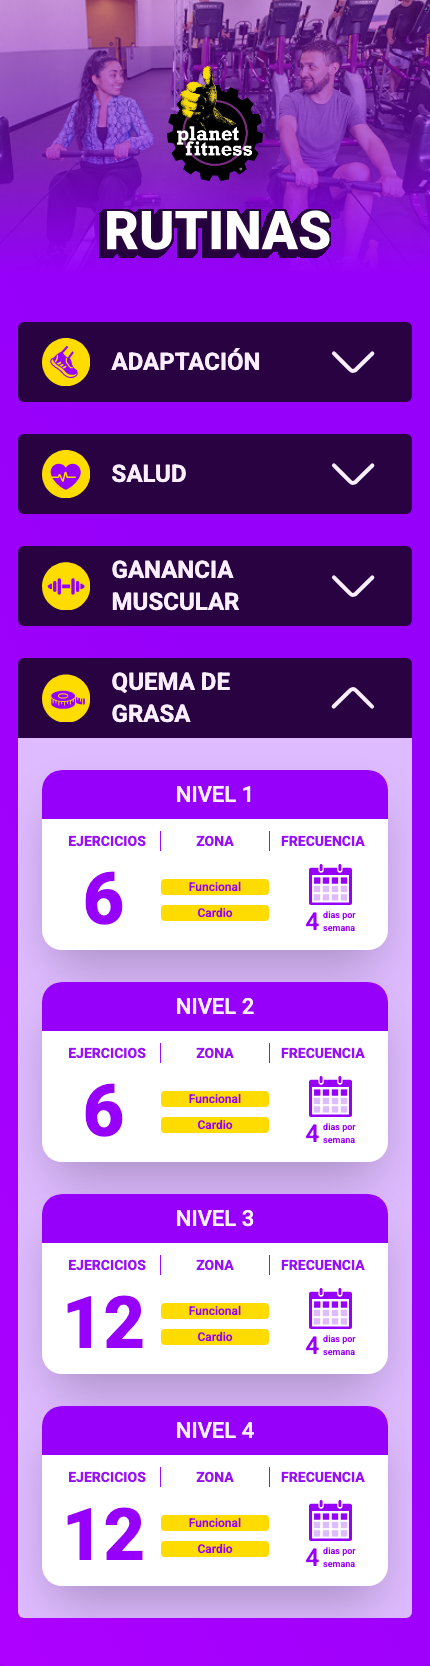 planet
fitness
RUTINAS
ADAPTACIÓN
SALUD
GANANCIA
MUSCULAR
QUEMA DE
GRASA
NIVEL 1
EJERCICIOS ZONA FRECUENCIA
6
Funcional
Cardio
4 dias por
semana
NIVEL 2
EJERCICIOS ZONA FRECUENCIA
6
Funcional
Cardio
4 dias por
semana
NIVEL 3
EJERCICIOS ZONA FRECUENCIA
12
Funcional
Cardio
4 dias por
semana
NIVEL 4
EJERCICIOS ZONA FRECUENCIA
12
Funcional
Cardio
4 dias por
semana